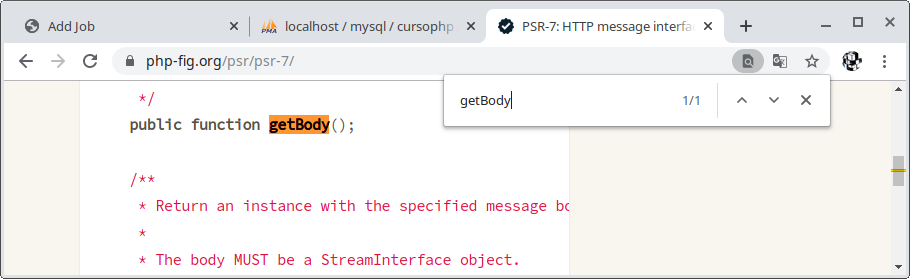 Add Job
localhost / mysql / cursophp
PSR-7: HTTP message interfa
php-fig.org/psr/psr-7/
getBody 1/1
*/
public function getBody();
/**
* Return an instance with the specified message bo
*
* The body MUST be a StreamInterface object.